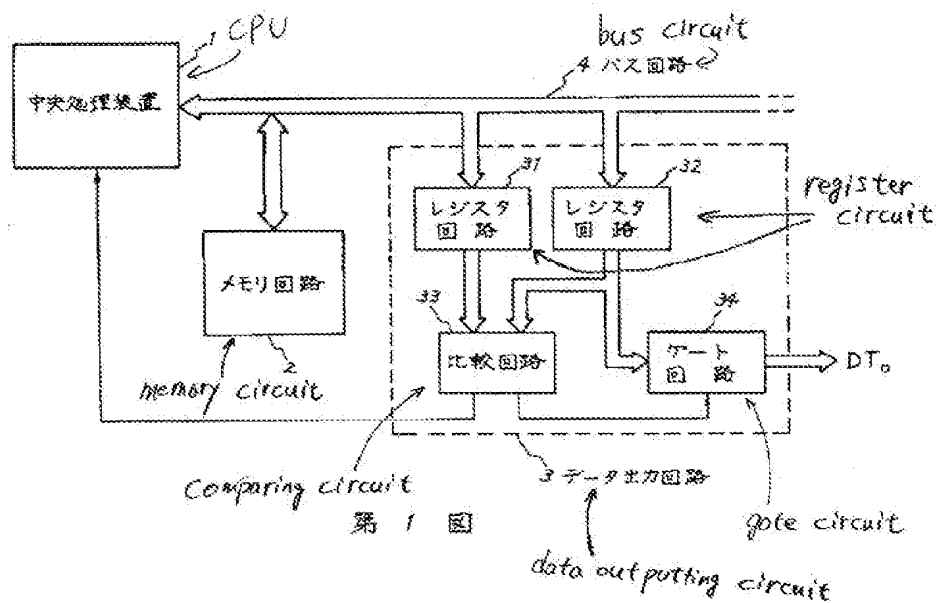 1 CPU
中央処理装置
bus circuit
4 バス回路
31
レジスタ
回路
32
レジスタ
回路
register
circuit
メモリ回路
2
memory circuit
33
比較回路
34
ゲート
回路
DT₀
comparing circuit
3 データ出力回路
gate circuit
第 1 図
data outputting circuit